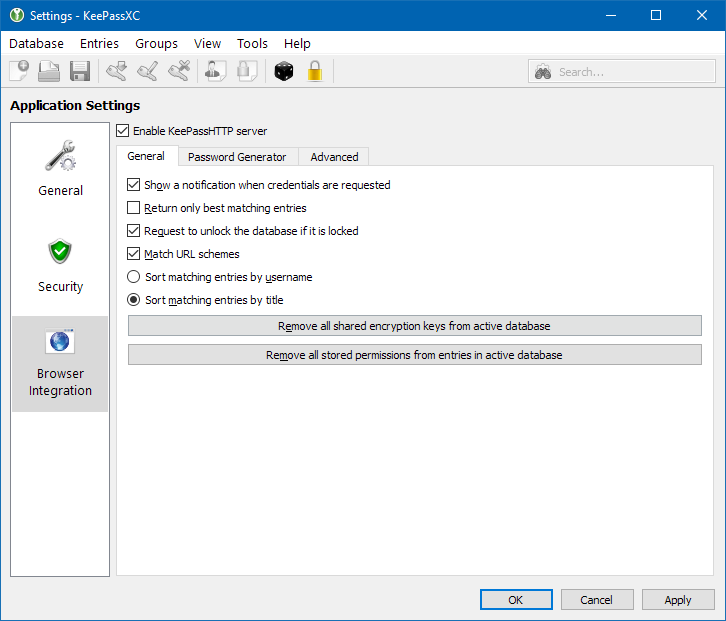 Settings - KeePassXC
Database Entries Groups View Tools Help
Search...
Application Settings
General
Security
Browser
Integration
Enable KeePassHTTP server
General Password Generator Advanced
Show a notification when credentials are requested
Return only best matching entries
Request to unlock the database if it is locked
Match URL schemes
Sort matching entries by username
Sort matching entries by title
Remove all shared encryption keys from active database
Remove all stored permissions from entries in active database
OK Cancel Apply